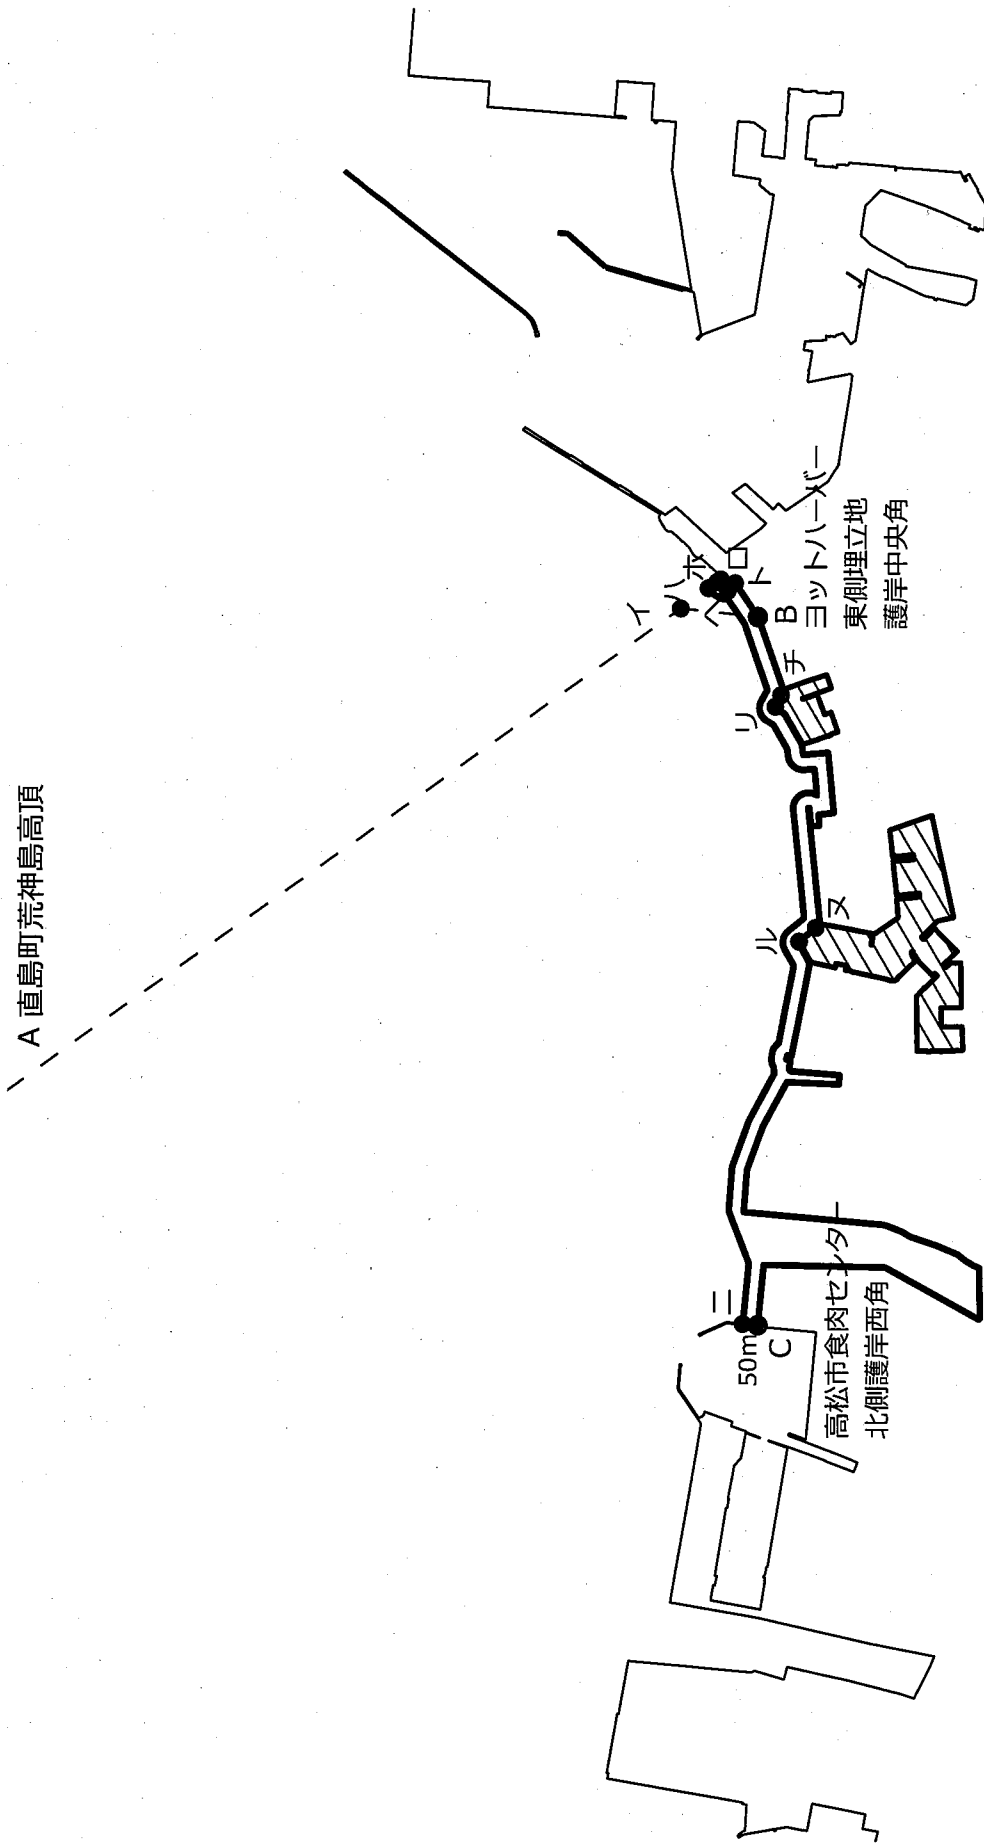 A 直島町荒神島高頂
イ
ハ
ホ
ロ
ヘ
ト
B
ヨットハーバー
東側埋立地
護岸中央角
チ
リ
ヌ
ル
ニ
50m
C
高松市食肉センター
北側護岸西角